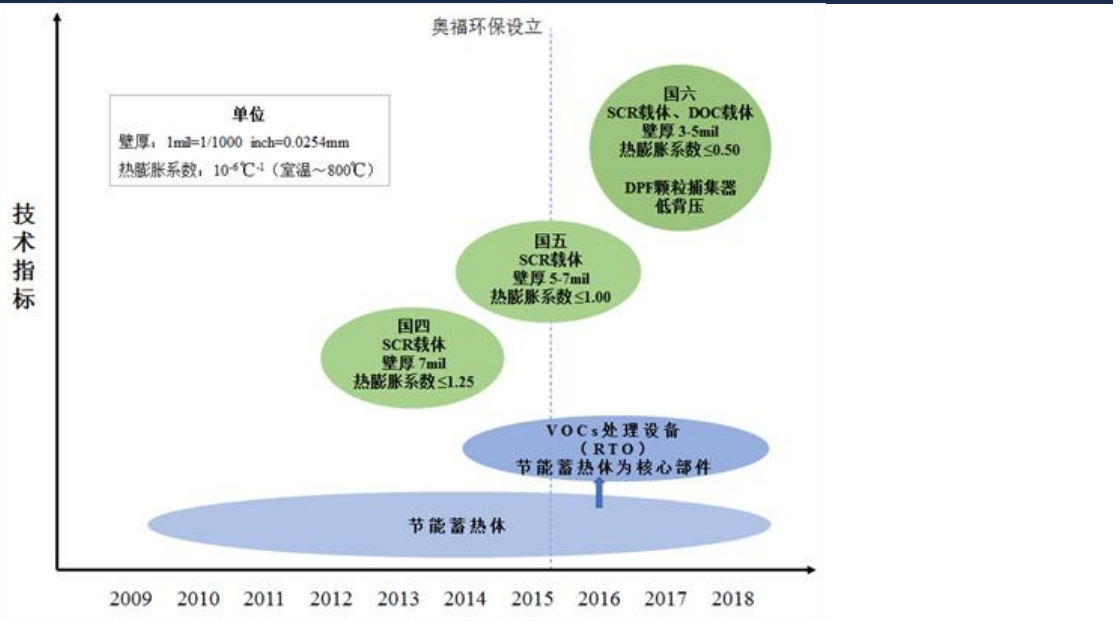 奥福环保设立
单位
壁厚：1mil=1/1000 inch=0.0254mm
热膨胀系数：10⁻⁶℃⁻¹（室温～800℃）
技术指标
国六
SCR载体、DOC载体
壁厚 3-5mil
热膨胀系数≤0.50
DPF颗粒捕集器
低背压
国五
SCR载体
壁厚 5-7mil
热膨胀系数≤1.00
国四
SCR载体
壁厚 7mil
热膨胀系数≤1.25
VOCs处理设备
（RTO）
节能蓄热体为核心部件
节能蓄热体
2009 2010 2011 2012 2013 2014 2015 2016 2017 2018